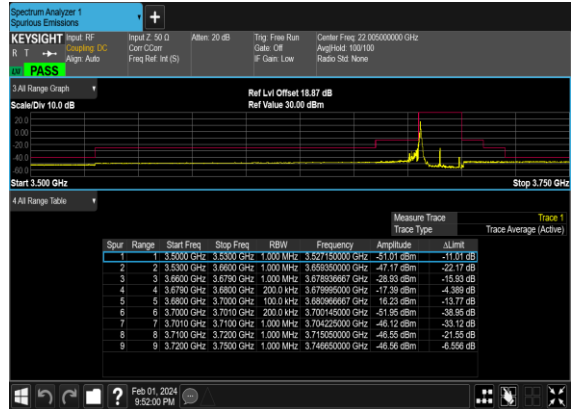 Spectrum Analyzer 1
Spurious Emissions
+
KEYSIGHT Input: RF Input Z: 50 Ω Atten: 20 dB Trig: Free Run Center Freq: 22.005000000 GHz
R T Coupling: DC Corr CCorr Gate: Off Avg|Hold: 100/100
Align: Auto Freq Ref: Int (S) IF Gain: Low Radio Std: None
PASS
3 All Range Graph Ref Lvl Offset 18.87 dB
Scale/Div 10.0 dB Ref Value 30.00 dBm
20.0
0.00
-20.0
-40.0
-60.0
Start 3.500 GHz Stop 3.750 GHz
4 All Range Table
Measure Trace Trace 1
Trace Type Trace Average (Active)
Spur Range Start Freq Stop Freq RBW Frequency Amplitude ΔLimit
1 1 3.5000 GHz 3.5300 GHz 1.000 MHz 3.527150000 GHz -51.01 dBm -11.01 dB
2 2 3.5300 GHz 3.6600 GHz 1.000 MHz 3.659350000 GHz -47.17 dBm -22.17 dB
3 3 3.6600 GHz 3.6790 GHz 1.000 MHz 3.678936667 GHz -28.93 dBm -15.93 dB
4 4 3.6790 GHz 3.6800 GHz 200.0 kHz 3.679995000 GHz -17.39 dBm -4.389 dB
5 5 3.6800 GHz 3.7000 GHz 100.0 kHz 3.680966667 GHz 16.23 dBm -13.77 dB
6 6 3.7000 GHz 3.7010 GHz 200.0 kHz 3.700145000 GHz -51.95 dBm -38.95 dB
7 7 3.7010 GHz 3.7100 GHz 1.000 MHz 3.704225000 GHz -46.12 dBm -33.12 dB
8 8 3.7100 GHz 3.7200 GHz 1.000 MHz 3.715050000 GHz -46.55 dBm -21.55 dB
9 9 3.7200 GHz 3.7500 GHz 1.000 MHz 3.746650000 GHz -46.56 dBm -6.556 dB
? Feb 01, 2024
9:52:00 PM